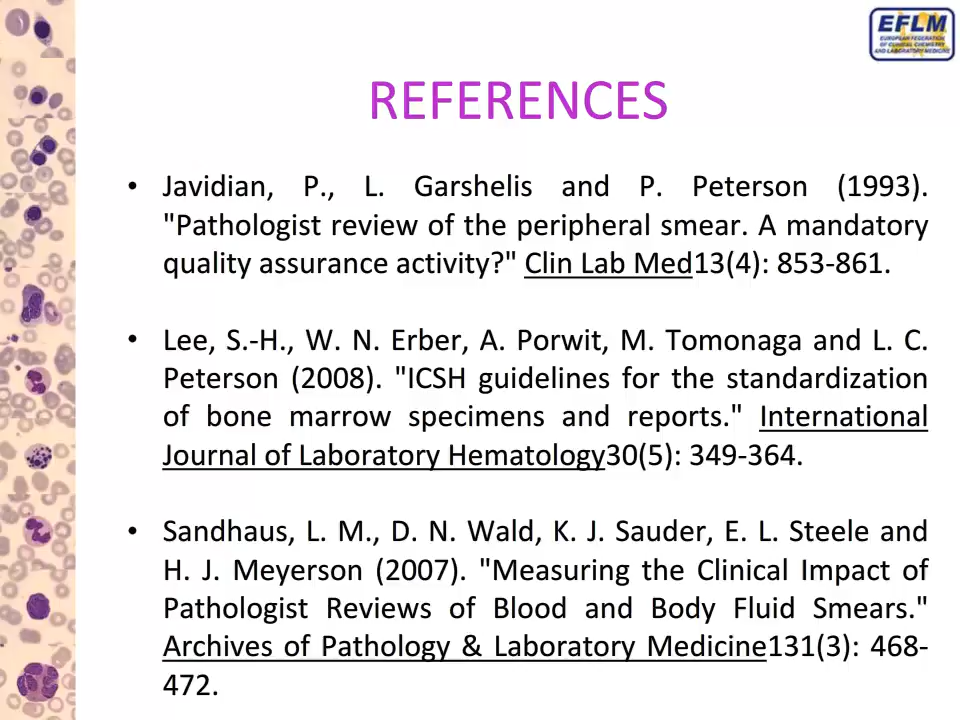 EFLM
EUROPEAN FEDERATION
OF CLINICAL CHEMISTRY
AND LABORATORY MEDICINE
REFERENCES
• Javidian, P., L. Garshelis and P. Peterson (1993).
"Pathologist review of the peripheral smear. A mandatory
quality assurance activity?" Clin Lab Med13(4): 853-861.
• Lee, S.-H., W. N. Erber, A. Porwit, M. Tomonaga and L. C.
Peterson (2008). "ICSH guidelines for the standardization
of bone marrow specimens and reports." International
Journal of Laboratory Hematology30(5): 349-364.
• Sandhaus, L. M., D. N. Wald, K. J. Sauder, E. L. Steele and
H. J. Meyerson (2007). "Measuring the Clinical Impact of
Pathologist Reviews of Blood and Body Fluid Smears."
Archives of Pathology & Laboratory Medicine131(3): 468-
472.